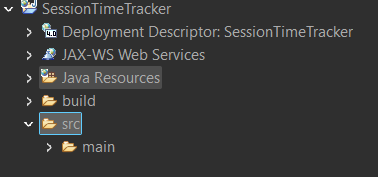 SessionTimeTracker
Deployment Descriptor: SessionTimeTracker
JAX-WS Web Services
Java Resources
build
src
main